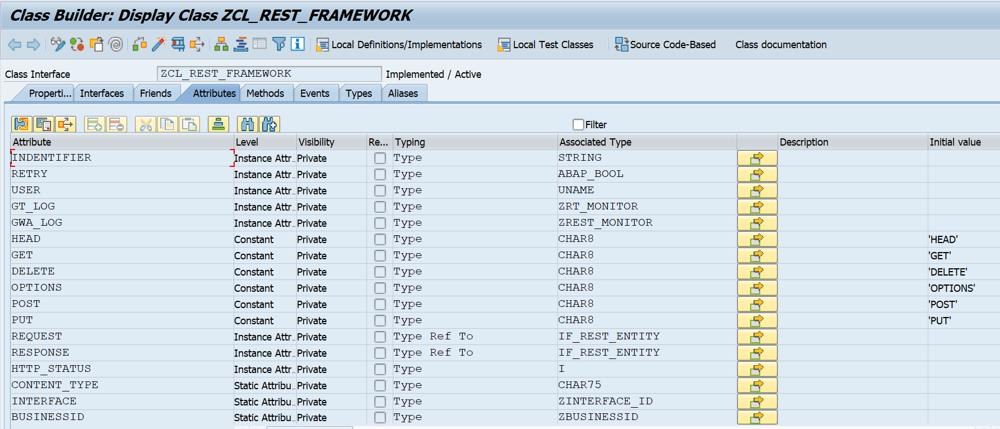 Class Builder: Display Class ZCL_REST_FRAMEWORK
Local Definitions/Implementations Local Test Classes Source Code-Based Class documentation
Class Interface ZCL_REST_FRAMEWORK Implemented / Active
Properti... Interfaces Friends Attributes Methods Events Types Aliases
Filter
Attribute Level Visibility Re... Typing Associated Type Description Initial value
INDENTIFIER Instance Attr... Private Type STRING
RETRY Instance Attr... Private Type ABAP_BOOL
USER Instance Attr... Private Type UNAME
GT_LOG Instance Attr... Private Type ZRT_MONITOR
GWA_LOG Instance Attr... Private Type ZREST_MONITOR
HEAD Constant Private Type CHAR8 'HEAD'
GET Constant Private Type CHAR8 'GET'
DELETE Constant Private Type CHAR8 'DELETE'
OPTIONS Constant Private Type CHAR8 'OPTIONS'
POST Constant Private Type CHAR8 'POST'
PUT Constant Private Type CHAR8 'PUT'
REQUEST Instance Attr... Private Type Ref To IF_REST_ENTITY
RESPONSE Instance Attr... Private Type Ref To IF_REST_ENTITY
HTTP_STATUS Instance Attr... Private Type I
CONTENT_TYPE Static Attribu... Private Type CHAR75
INTERFACE Static Attribu... Private Type ZINTERFACE_ID
BUSINESSID Static Attribu... Private Type ZBUSINESSID